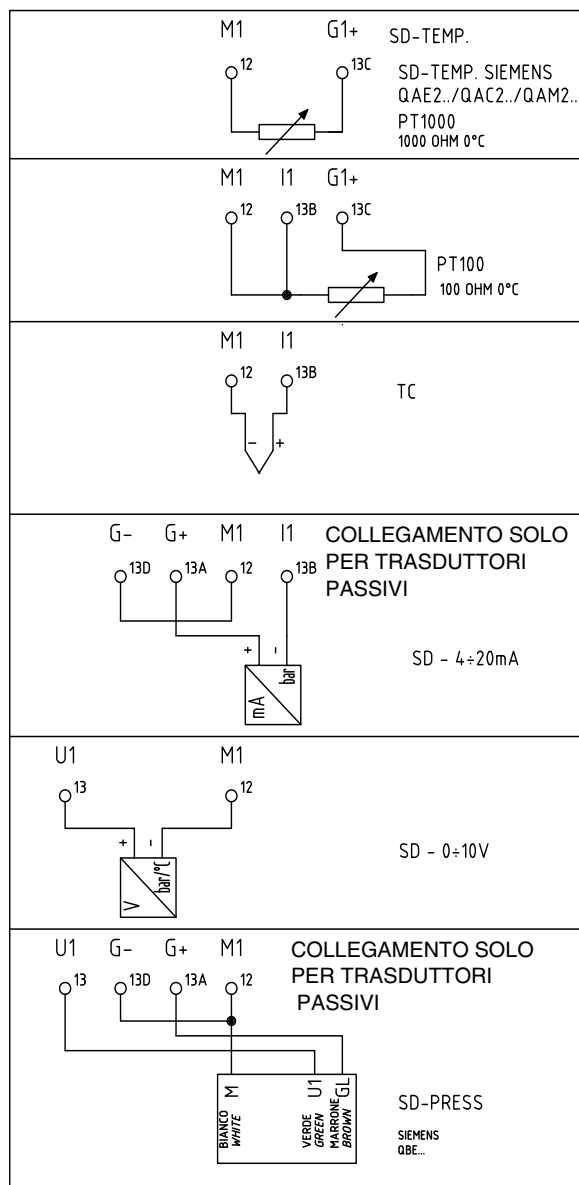 M1 G1+ SD-TEMP.
12 13C SD-TEMP. SIEMENS
QAE2../QAC2../QAM2..
PT1000
1000 OHM 0°C
M1 I1 G1+
12 13B 13C
PT100
100 OHM 0°C
M1 I1
12 13B
TC
- +
G- G+ M1 I1 COLLEGAMENTO SOLO
PER TRASDUTTORI
13D 13A 12 13B
PASSIVI
+ -
mA bar
SD - 4÷20mA
U1 M1
13 12
+ -
V bar/°C
SD - 0÷10V
U1 G- G+ M1 COLLEGAMENTO SOLO
PER TRASDUTTORI
13 13D 13A 12
PASSIVI
M U1 GL
BIANCO VERDE MARRONE
WHITE GREEN BROWN
SD-PRESS
SIEMENS
QBE...